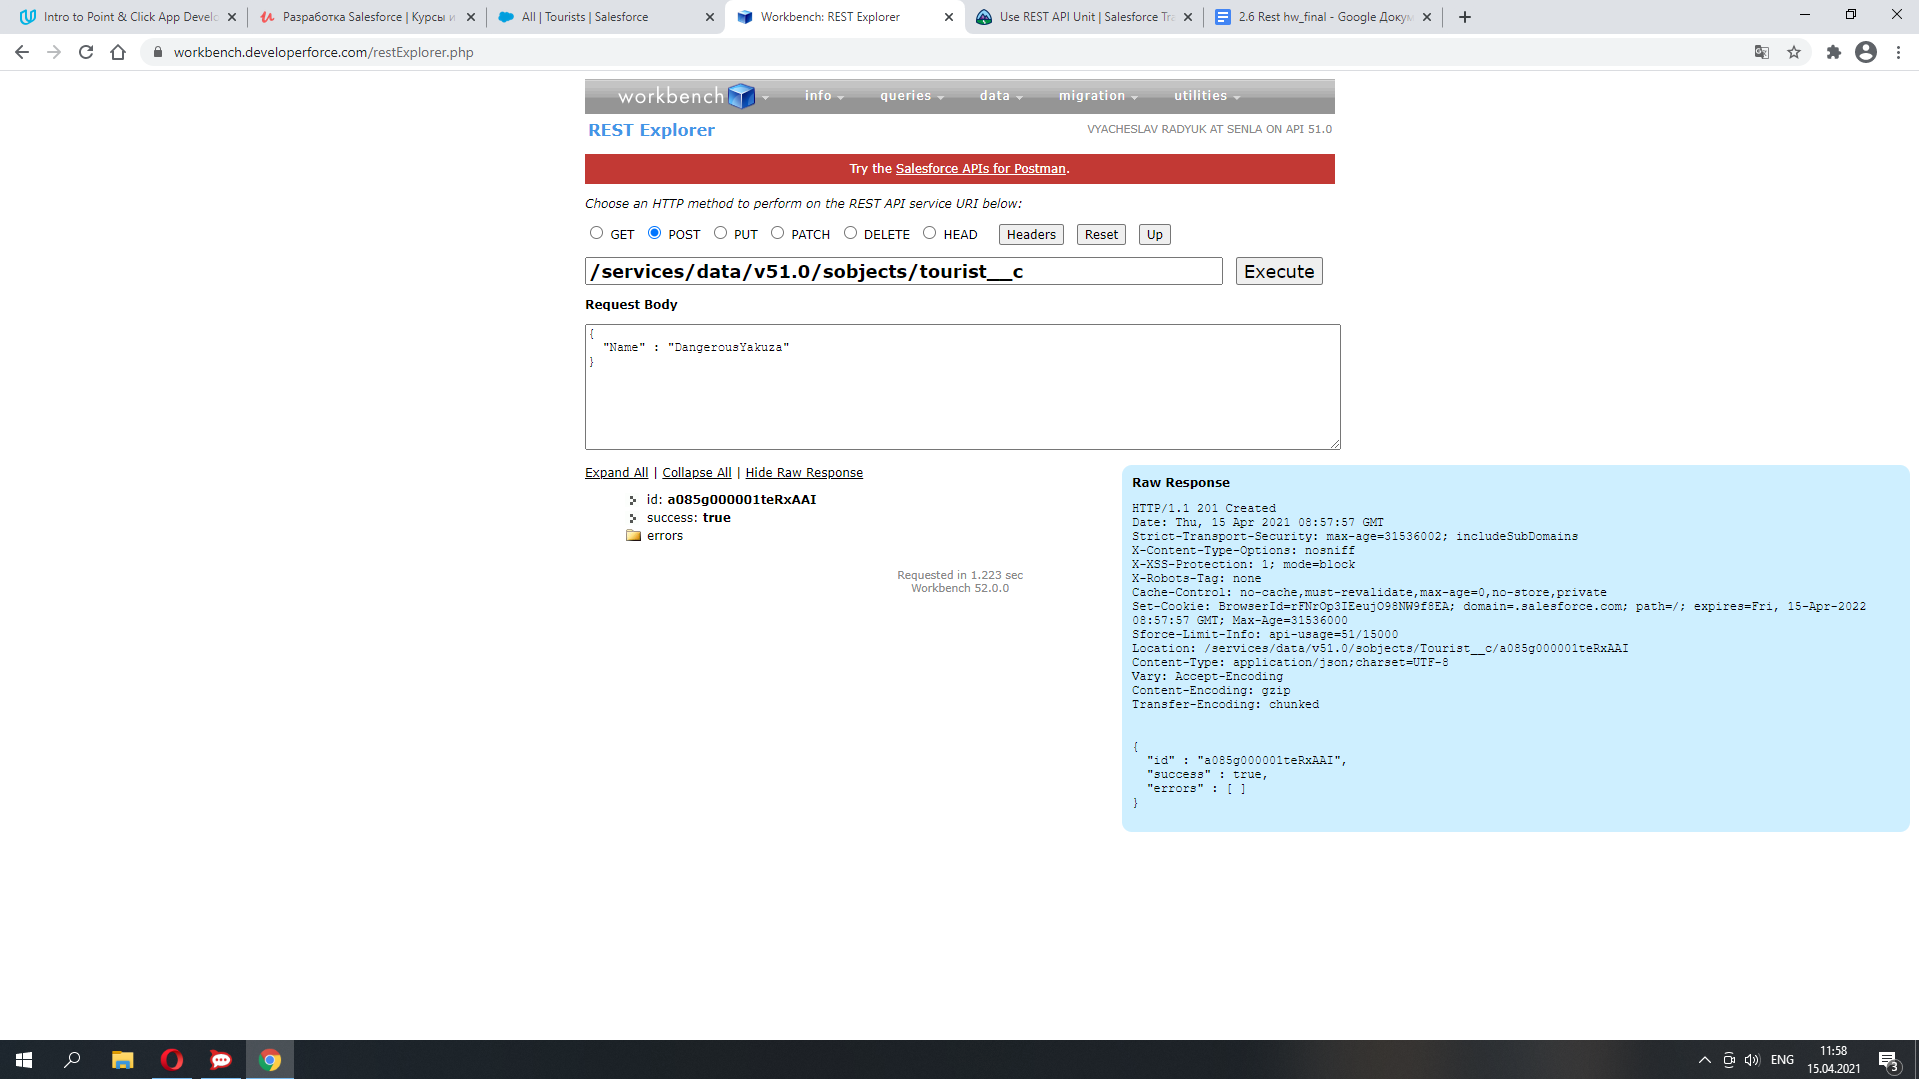 Intro to Point & Click App Develo
Разработка Salesforce | Курсы и
All | Tourists | Salesforce
Workbench: REST Explorer
Use REST API Unit | Salesforce Tra
2.6 Rest hw_final - Google Докум
workbench.developerforce.com/restExplorer.php
workbench
info
queries
data
migration
utilities
REST Explorer
VYACHESLAV RADYUK AT SENLA ON API 51.0
Try the Salesforce APIs for Postman.
Choose an HTTP method to perform on the REST API service URI below:
GET POST PUT PATCH DELETE HEAD Headers Reset Up
/services/data/v51.0/sobjects/tourist__c
Execute
Request Body
{
"Name" : "DangerousYakuza"
}
Expand All | Collapse All | Hide Raw Response
id: a085g000001teRxAAI
success: true
errors
Requested in 1.223 sec
Workbench 52.0.0
Raw Response
HTTP/1.1 201 Created
Date: Thu, 15 Apr 2021 08:57:57 GMT
Strict-Transport-Security: max-age=31536002; includeSubDomains
X-Content-Type-Options: nosniff
X-XSS-Protection: 1; mode=block
X-Robots-Tag: none
Cache-Control: no-cache,must-revalidate,max-age=0,no-store,private
Set-Cookie: BrowserId=rFNrOp3IEeujO98NW9f8EA; domain=.salesforce.com; path=/; expires=Fri, 15-Apr-2022
08:57:57 GMT; Max-Age=31536000
Sforce-Limit-Info: api-usage=51/15000
Location: /services/data/v51.0/sobjects/Tourist__c/a085g000001teRxAAI
Content-Type: application/json;charset=UTF-8
Vary: Accept-Encoding
Content-Encoding: gzip
Transfer-Encoding: chunked
{
"id" : "a085g000001teRxAAI",
"success" : true,
"errors" : [ ]
}
ENG
11:58
15.04.2021
3